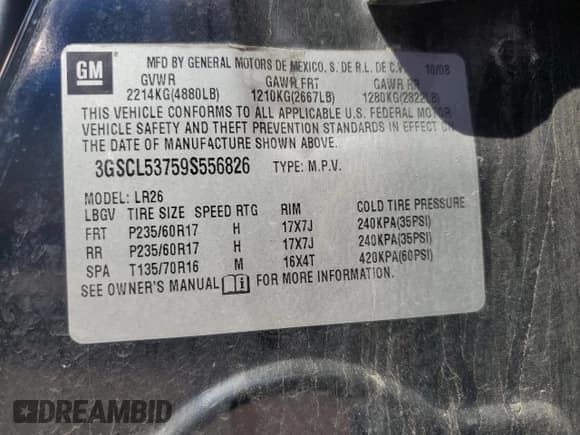 GM
MFD BY GENERAL MOTORS DE MEXICO, S. DE R.L. DE C.V. 10/08
GVWR GAWR FRT GAWR RR
2214KG(4880LB) 1210KG(2667LB) 1280KG(2822LB)
THIS VEHICLE CONFORMS TO ALL APPLICABLE U.S. FEDERAL MOTOR
VEHICLE SAFETY AND THEFT PREVENTION STANDARDS IN EFFECT ON
THE DATE OF MANUFACTURE SHOWN ABOVE.
3GSCL53759S556826 TYPE: M.P.V.
MODEL: LR26
LBGV TIRE SIZE SPEED RTG RIM COLD TIRE PRESSURE
FRT P235/60R17 H 17X7J 240KPA(35PSI)
RR P235/60R17 H 17X7J 240KPA(35PSI)
SPA T135/70R16 M 16X4T 420KPA(60PSI)
SEE OWNER'S MANUAL i FOR MORE INFORMATION.
DREAMBID